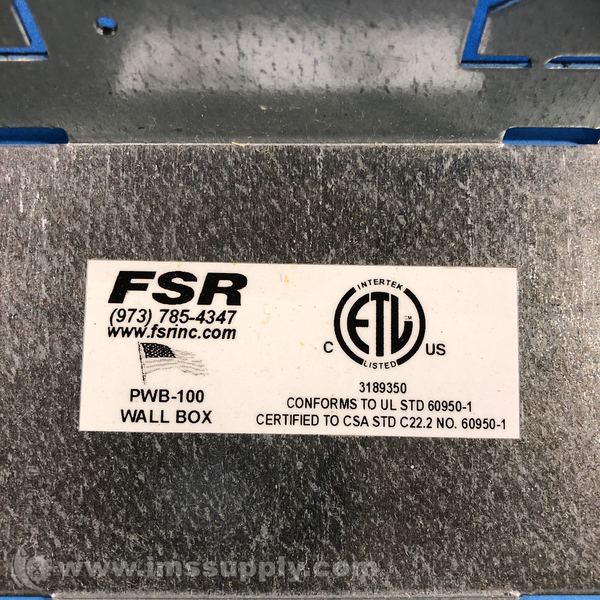 FSR
(973) 785-4347
www.fsrinc.com
PWB-100
WALL BOX
INTERTEK
ETL™
LISTED
C US
3189350
CONFORMS TO UL STD 60950-1
CERTIFIED TO CSA STD C22.2 NO. 60950-1
www.imssupply.com